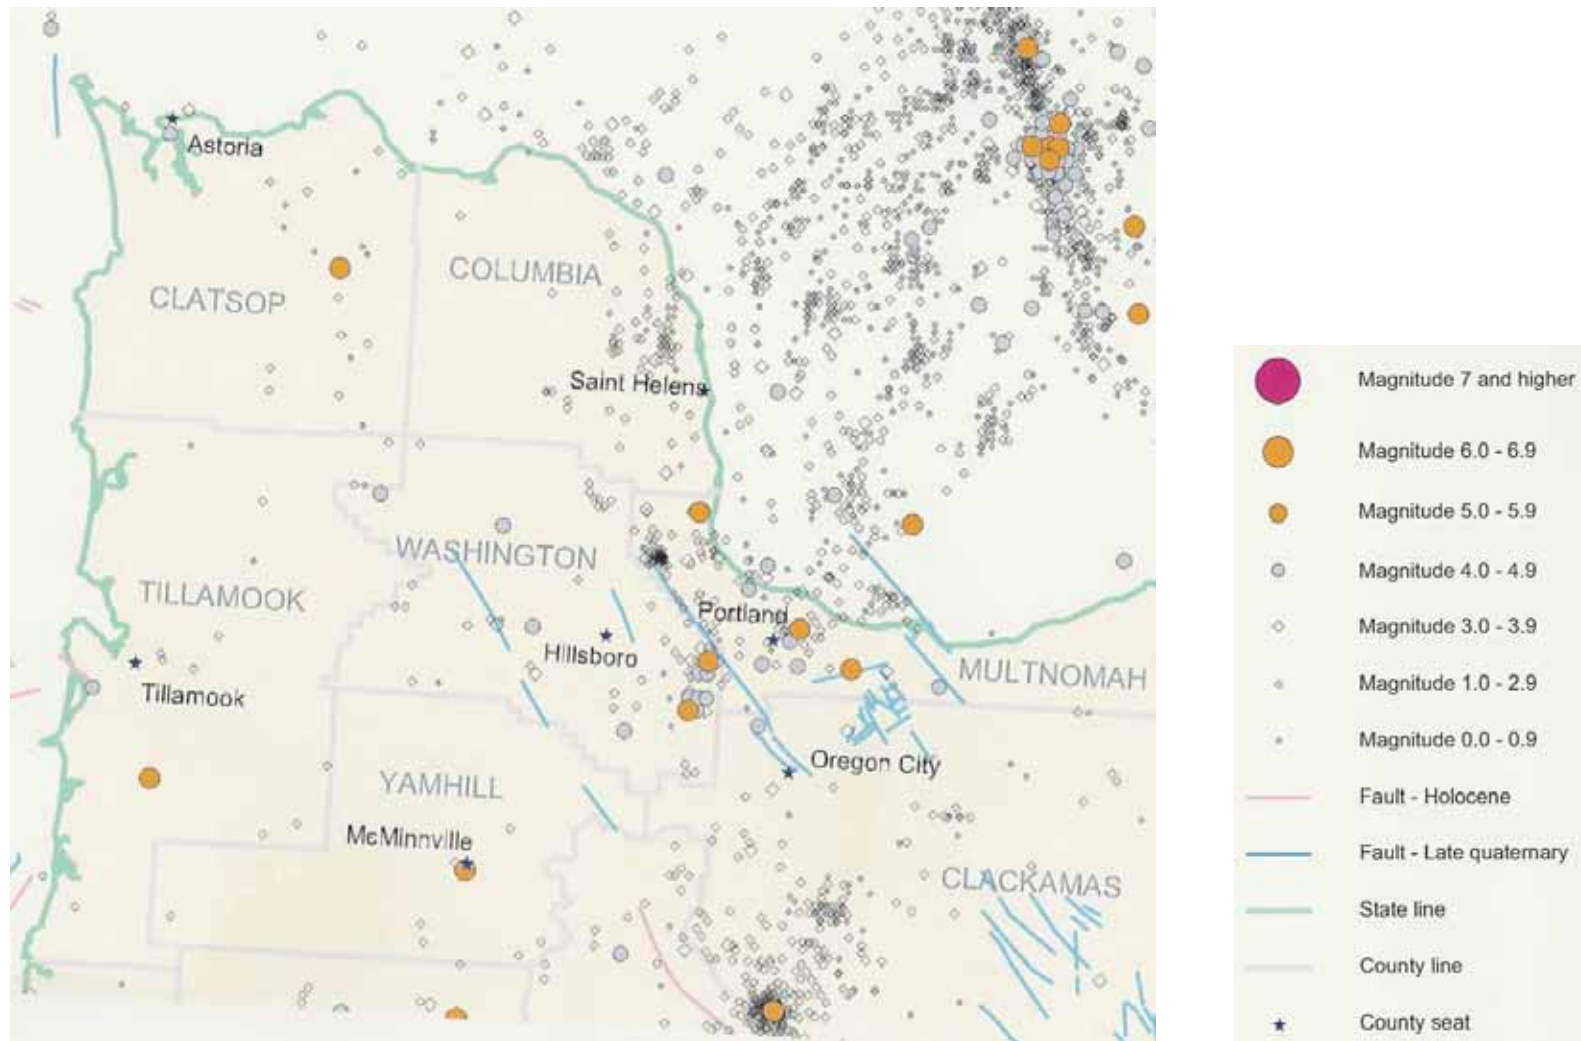 Astoria
CLATSOP
COLUMBIA
Saint Helens
WASHINGTON
TILLAMOOK
Portland
Hillsboro
MULTNOMAH
Tillamook
Oregon City
YAMHILL
McMinnville
CLACKAMAS
Magnitude 7 and higher
Magnitude 6.0 - 6.9
Magnitude 5.0 - 5.9
Magnitude 4.0 - 4.9
Magnitude 3.0 - 3.9
Magnitude 1.0 - 2.9
Magnitude 0.0 - 0.9
Fault - Holocene
Fault - Late quaternary
State line
County line
County seat